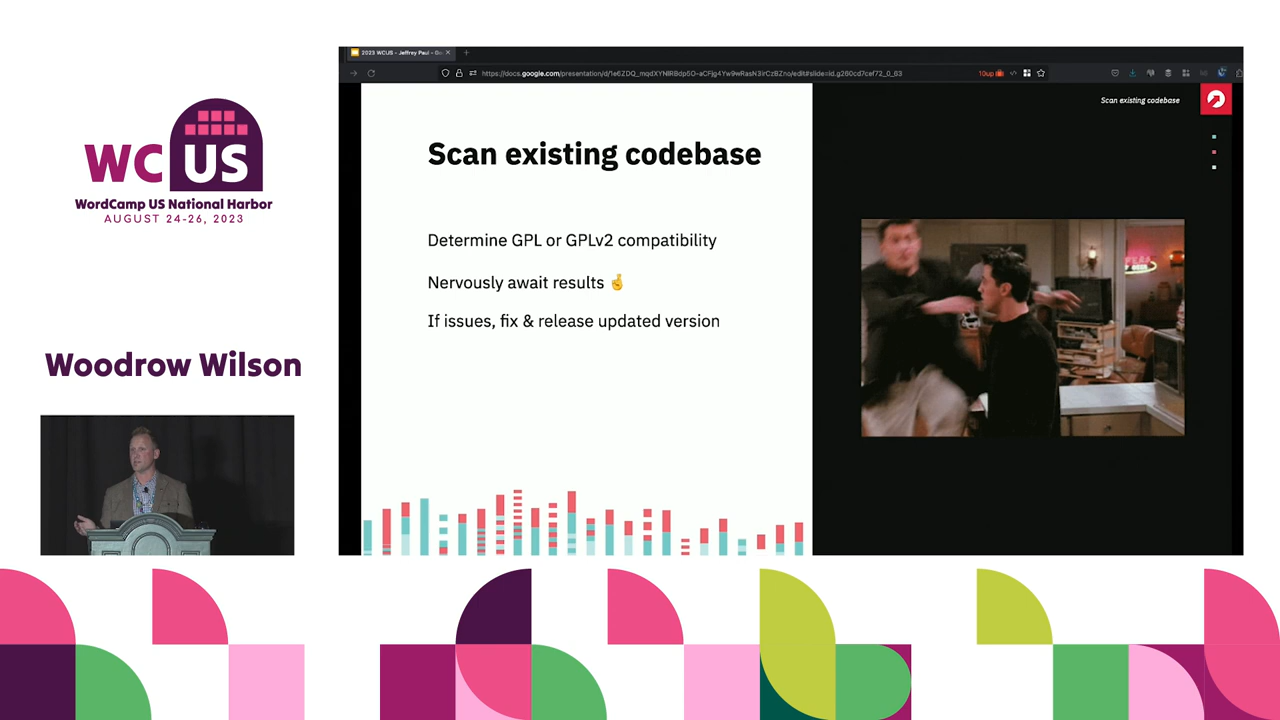 WC US
WordCamp US National Harbor
AUGUST 24-26, 2023
Woodrow Wilson
2023 WCUS - Jeffrey Paul -
10up
Scan existing codebase
Scan existing codebase
Determine GPL or GPLv2 compatibility
Nervously await results 🤞
If issues, fix & release updated version